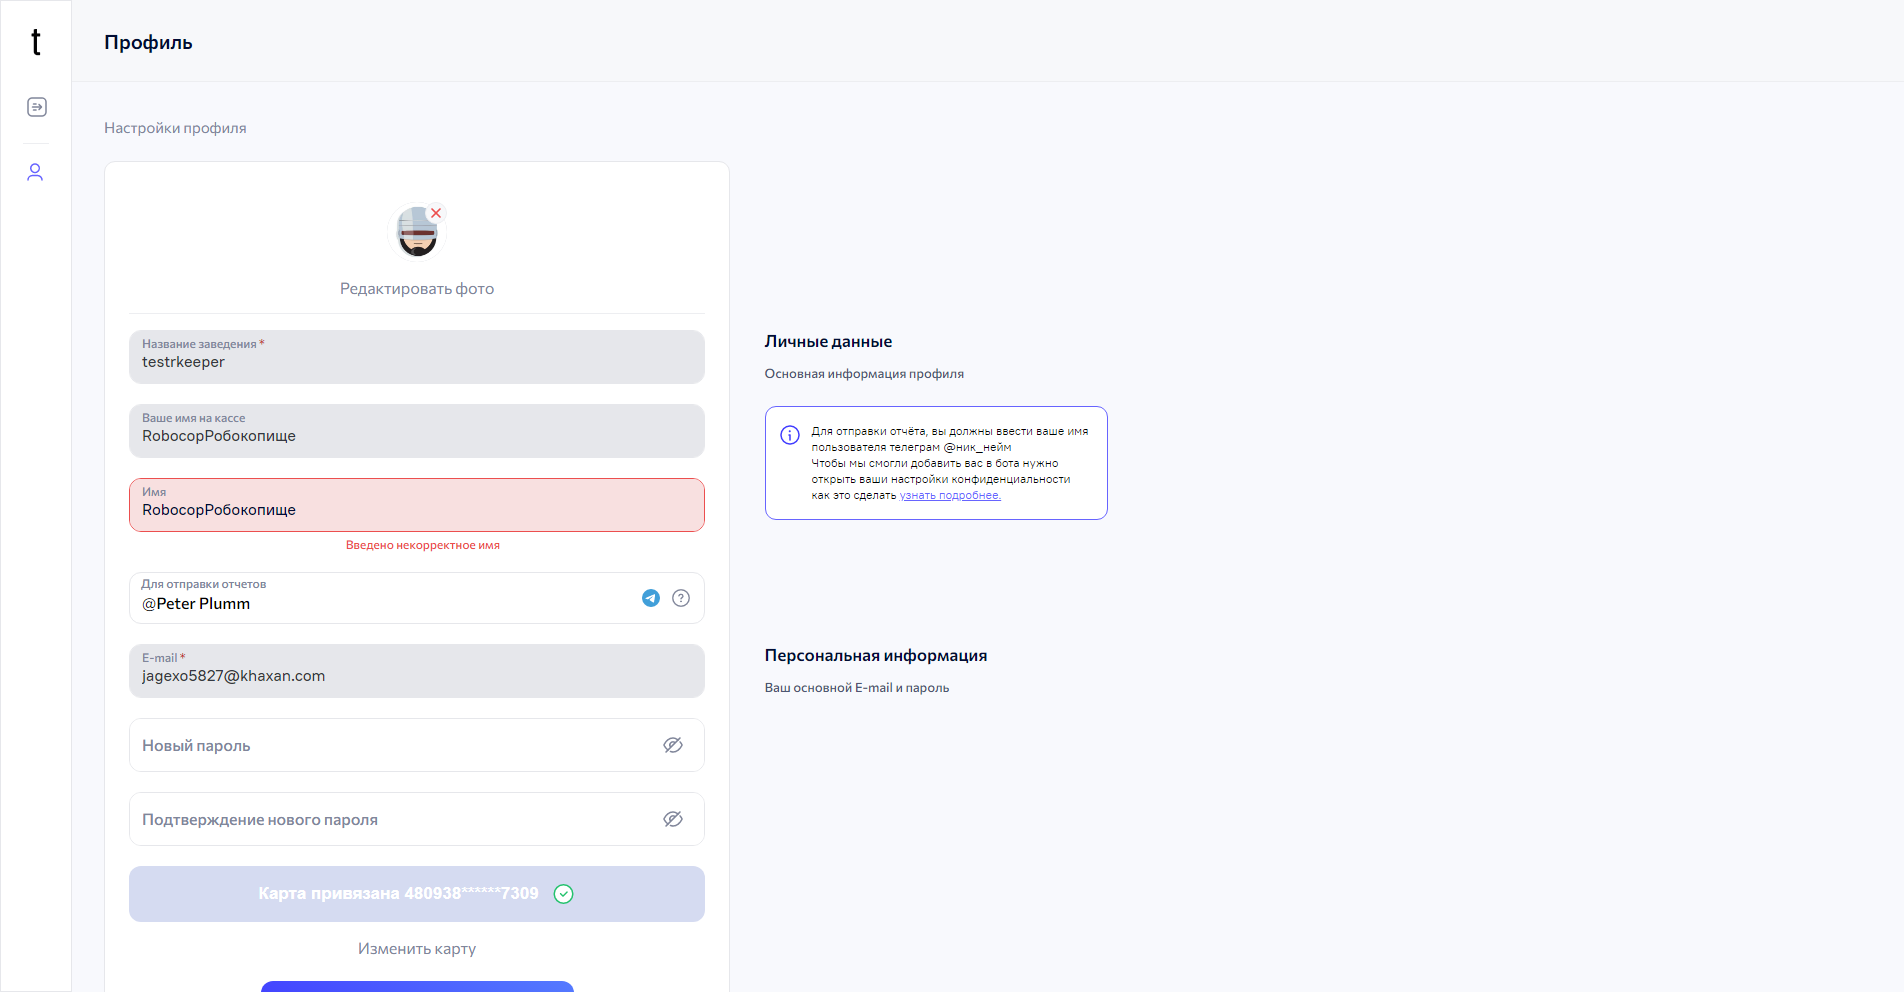 t
Профиль
Настройки профиля
Редактировать фото
Название заведения *
testrkeeper
Ваше имя на кассе
RobocopРобокопище
Имя
RobocopРобокопище
Введено некорректное имя
Для отправки отчетов
@Peter Plumm
E-mail *
jagexo5827@khaxan.com
Новый пароль
Подтверждение нового пароля
Карта привязана 480938******7309
Изменить карту
Личные данные
Основная информация профиля
Для отправки отчёта, вы должны ввести ваше имя
пользователя телеграм @ник_нейм
Чтобы мы смогли добавить вас в бота нужно
открыть ваши настройки конфиденциальности
как это сделать узнать подробнее.
Персональная информация
Ваш основной E-mail и пароль